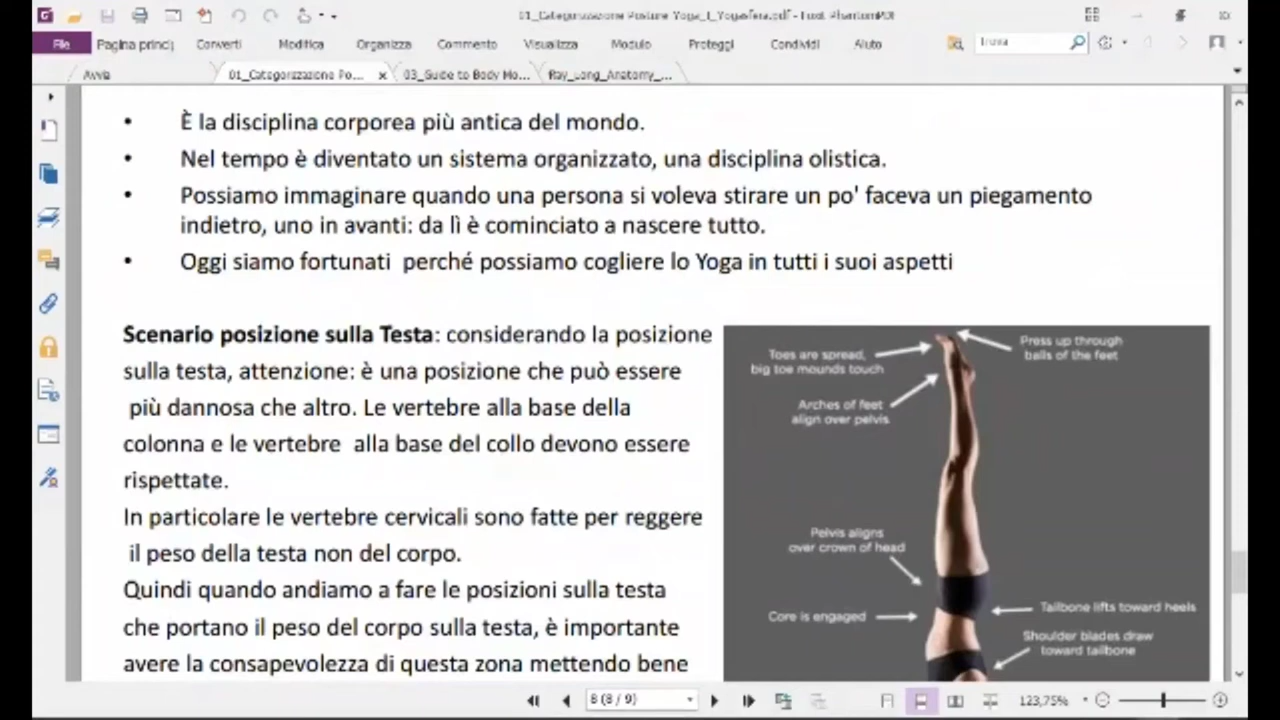 01_Categorizzazione Posture Yoga_I_Yogasfera.pdf - Foxit PhantomPDF
File
Pagina princi
Converti
Modifica
Organizza
Commento
Visualizza
Modulo
Proteggi
Condividi
Aiuto
Trova
Avvia
01_Categorizzazione Po...
03_Guide to Body Mo...
Ray_Long_Anatomy_...
• È la disciplina corporea più antica del mondo.
• Nel tempo è diventato un sistema organizzato, una disciplina olistica.
• Possiamo immaginare quando una persona si voleva stirare un po' faceva un piegamento
indietro, uno in avanti: da lì è cominciato a nascere tutto.
• Oggi siamo fortunati perché possiamo cogliere lo Yoga in tutti i suoi aspetti
Scenario posizione sulla Testa: considerando la posizione
sulla testa, attenzione: è una posizione che può essere
più dannosa che altro. Le vertebre alla base della
colonna e le vertebre alla base del collo devono essere
rispettate.
In particolare le vertebre cervicali sono fatte per reggere
il peso della testa non del corpo.
Quindi quando andiamo a fare le posizioni sulla testa
che portano il peso del corpo sulla testa, è importante
avere la consapevolezza di questa zona mettendo bene
Toes are spread,
big toe mounds touch
Press up through
balls of the feet
Arches of feet
align over pelvis
Pelvis aligns
over crown of head
Core is engaged
Tailbone lifts toward heels
Shoulder blades draw
toward tailbone
8 (8 / 9)
123,75%